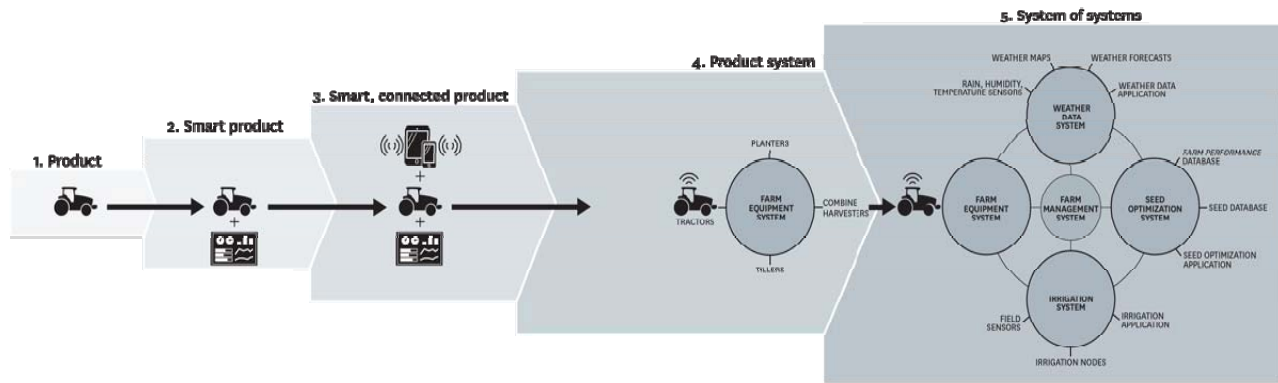 1. Product
2. Smart product
3. Smart, connected product
+
+
+
4. Product system
PLANTERS
TRACTORS
FARM
EQUIPMENT
SYSTEM
COMBINE
HARVESTERS
TILLERS
5. System of systems
WEATHER MAPS
WEATHER FORECASTS
RAIN, HUMIDITY,
TEMPERATURE SENSORS
WEATHER DATA
APPLICATION
WEATHER
DATA
SYSTEM
FARM PERFORMANCE
DATABASE
FARM
EQUIPMENT
SYSTEM
FARM
MANAGEMENT
SYSTEM
SEED
OPTIMIZATION
SYSTEM
SEED DATABASE
SEED OPTIMIZATION
APPLICATION
IRRIGATION
SYSTEM
FIELD
SENSORS
IRRIGATION
APPLICATION
IRRIGATION NODES